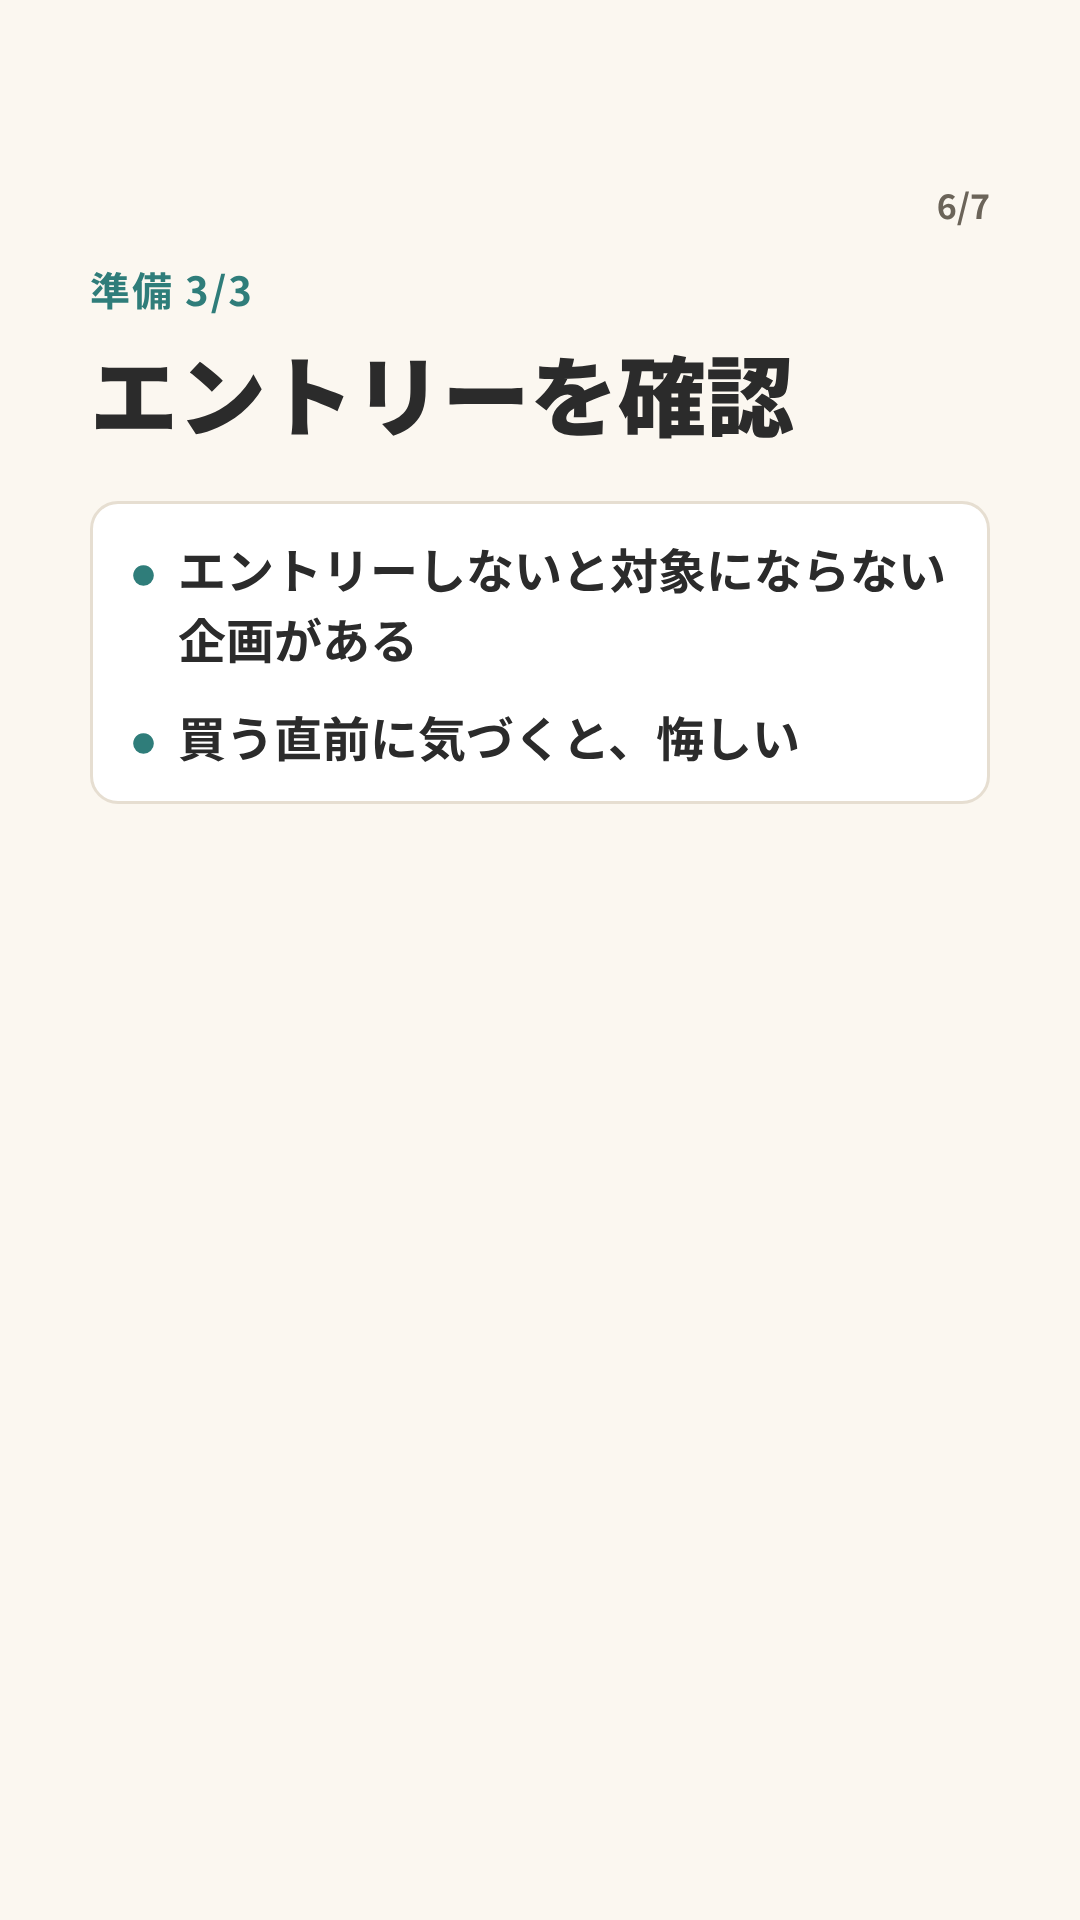 6/7
準備 3/3
エントリーを確認
エントリーしないと対象にならない
企画がある
買う直前に気づくと、悔しい